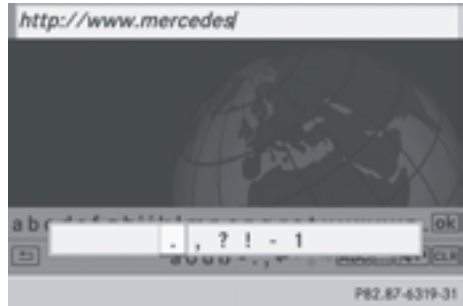 http://www.mercedes
a b
ok
. , ? ! - 1
CLR
P82.87-6319-31